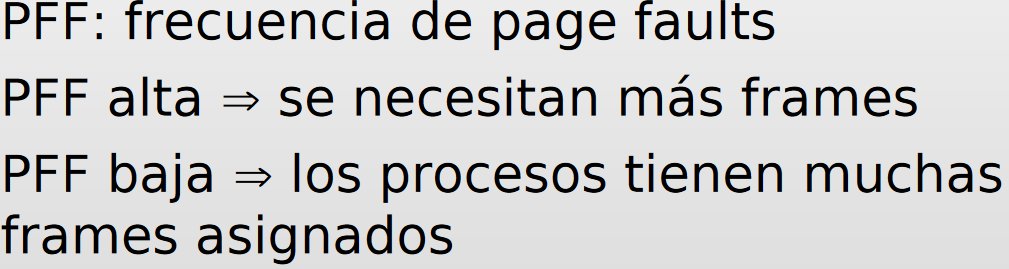 PFF: frecuencia de page faults
PFF alta ⇒ se necesitan más frames
PFF baja ⇒ los procesos tienen muchas
frames asignados